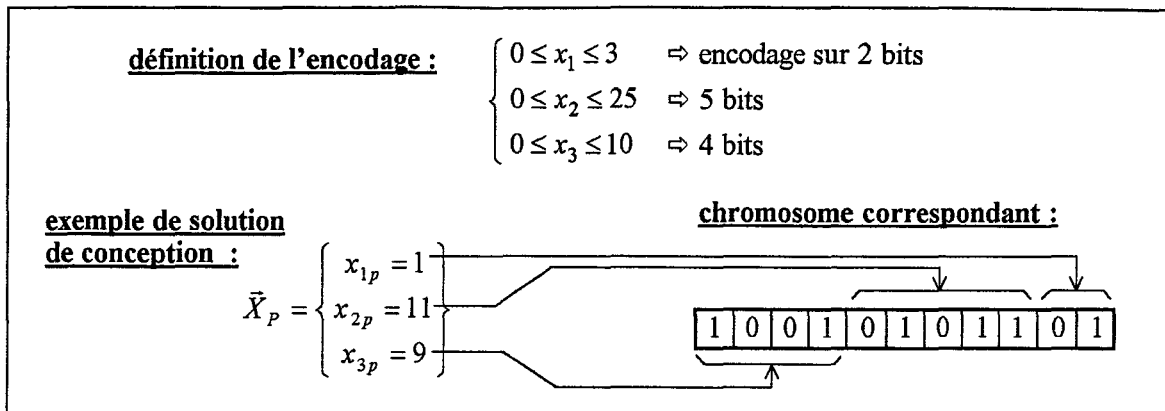 définition de l'encodage :
0 ≤ x₁ ≤ 3 ⇨ encodage sur 2 bits
0 ≤ x₂ ≤ 25 ⇨ 5 bits
0 ≤ x₃ ≤ 10 ⇨ 4 bits
exemple de solution
de conception :
chromosome correspondant :
x₁ₚ = 1
X⃗_P = x₂ₚ = 11
x₃ₚ = 9
1 0 0 1 0 1 0 1 1 0 1